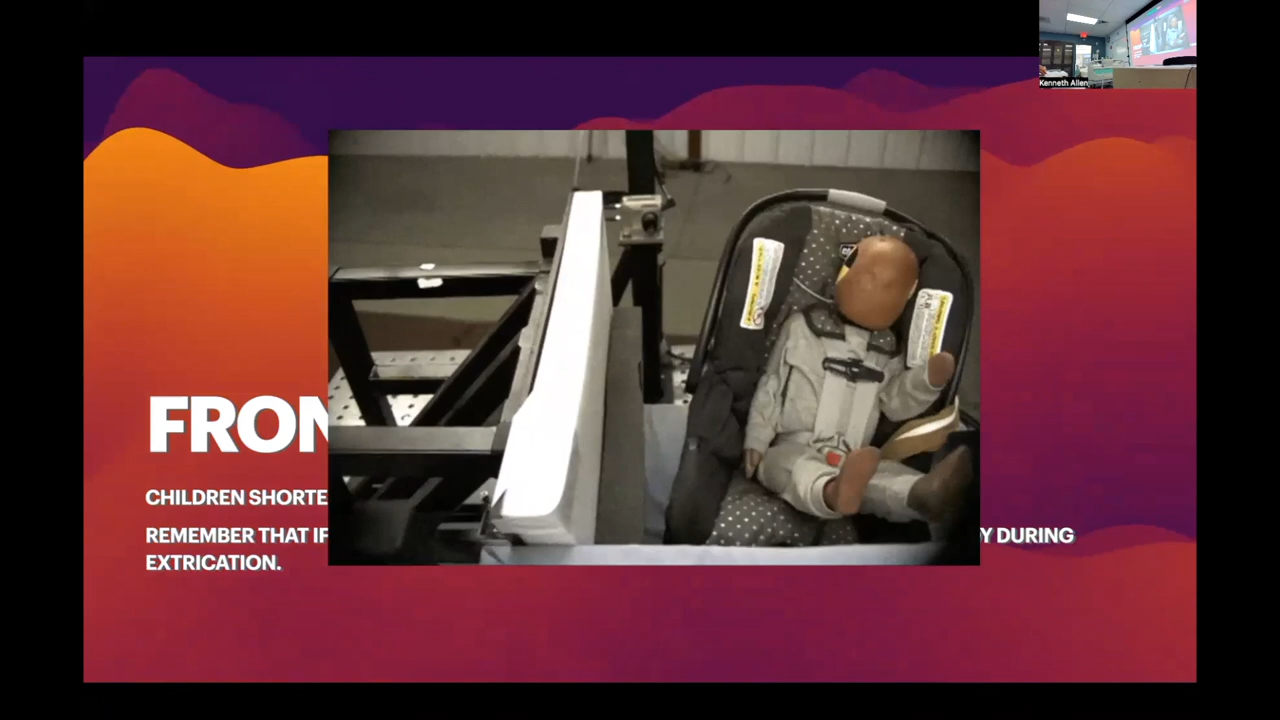 Kenneth Allen
FRON
CHILDREN SHORTE
REMEMBER THAT IF
Y DURING
EXTRICATION.